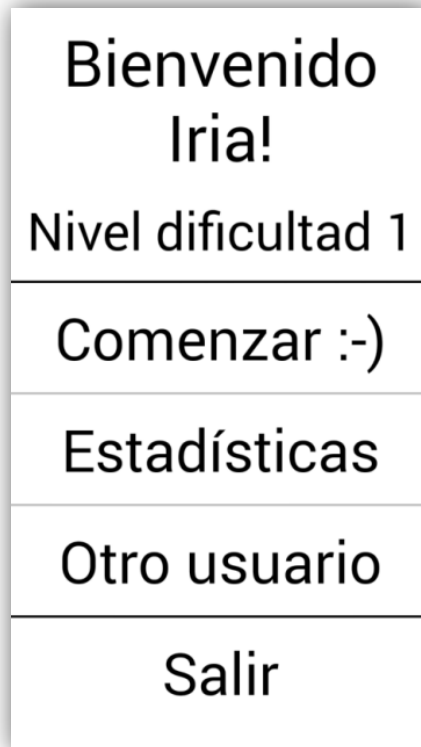 Bienvenido
Iria!
Nivel dificultad 1
Comenzar :-)
Estadísticas
Otro usuario
Salir